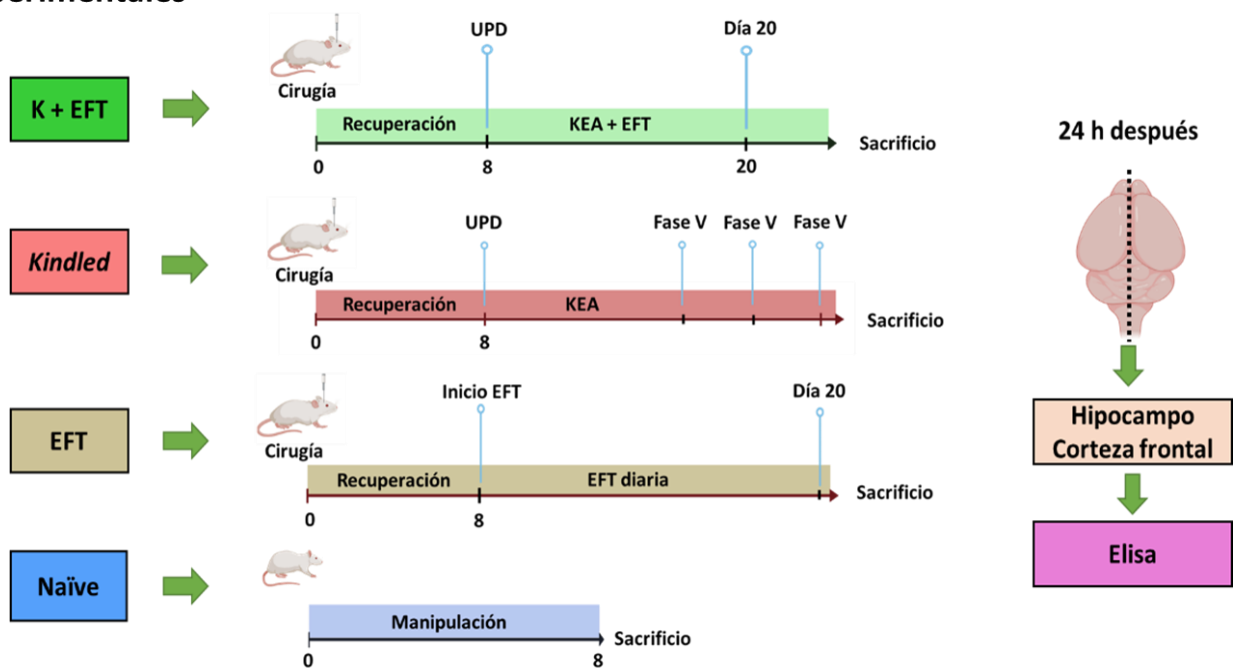 UPD
Día 20
K + EFT
Cirugía
Recuperación
KEA + EFT
Sacrificio
0
8
20
UPD
Fase V
Fase V
Fase V
Kindled
Cirugía
Recuperación
KEA
Sacrificio
0
8
Inicio EFT
Día 20
EFT
Cirugía
Recuperación
EFT diaria
Sacrificio
0
8
Naïve
Manipulación
Sacrificio
0
8
24 h después
Hipocampo
Corteza frontal
Elisa